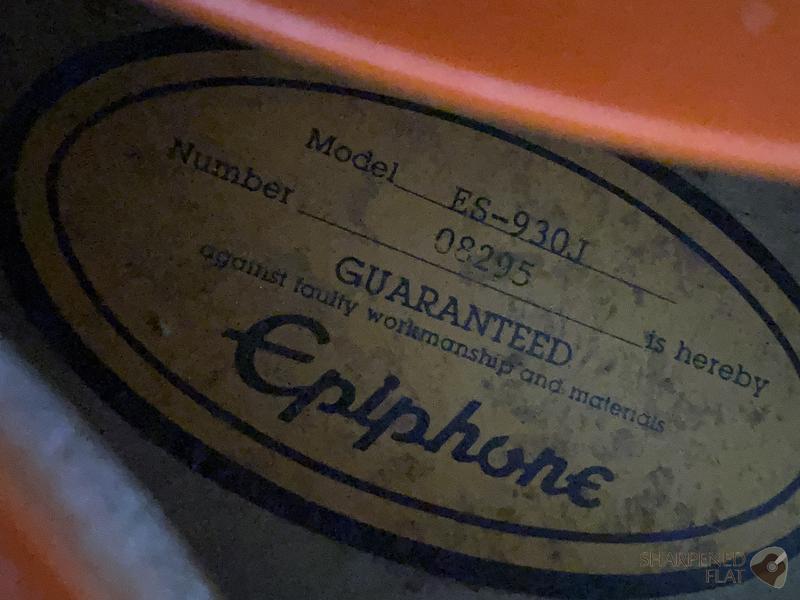 Model ES-930J
Number 08295 is hereby
GUARANTEED
against faulty workmanship and materials
Epiphone
SHARPENED
FLAT